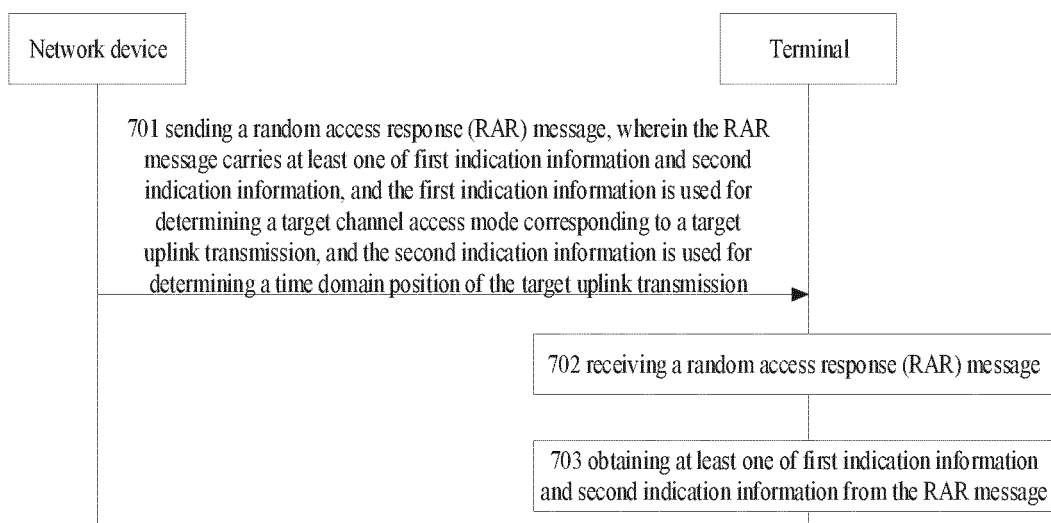 Network device
Terminal
701 sending a random access response (RAR) message, wherein the RAR
message carries at least one of first indication information and second
indication information, and the first indication information is used for
determining a target channel access mode corresponding to a target
uplink transmission, and the second indication information is used for
determining a time domain position of the target uplink transmission
702 receiving a random access response (RAR) message
703 obtaining at least one of first indication information
and second indication information from the RAR message